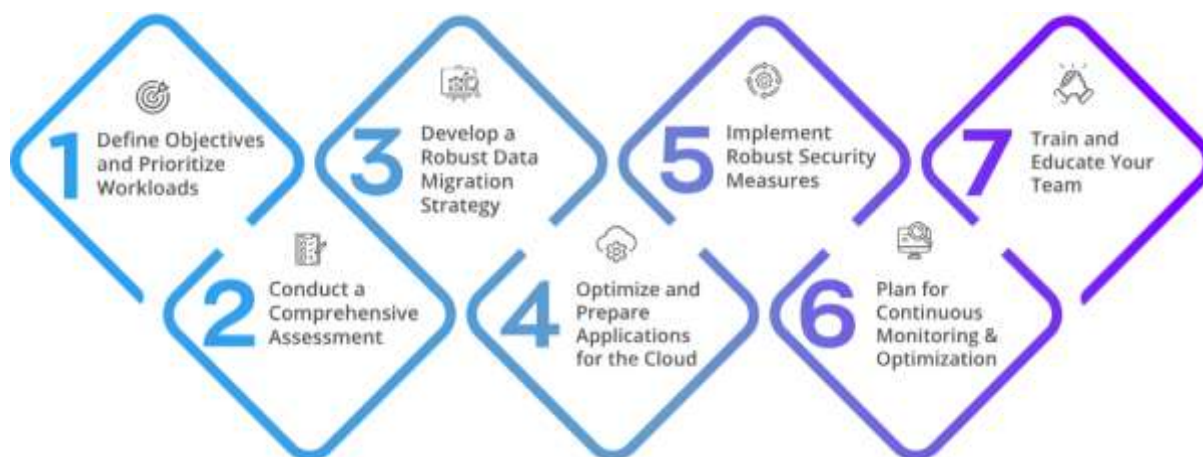 1
Define Objectives
and Prioritize
Workloads
2
Conduct a
Comprehensive
Assessment
3
Develop a
Robust Data
Migration
Strategy
4
Optimize and
Prepare
Applications
for the Cloud
5
Implement
Robust Security
Measures
6
Plan for
Continuous
Monitoring &
Optimization
7
Train and
Educate Your
Team